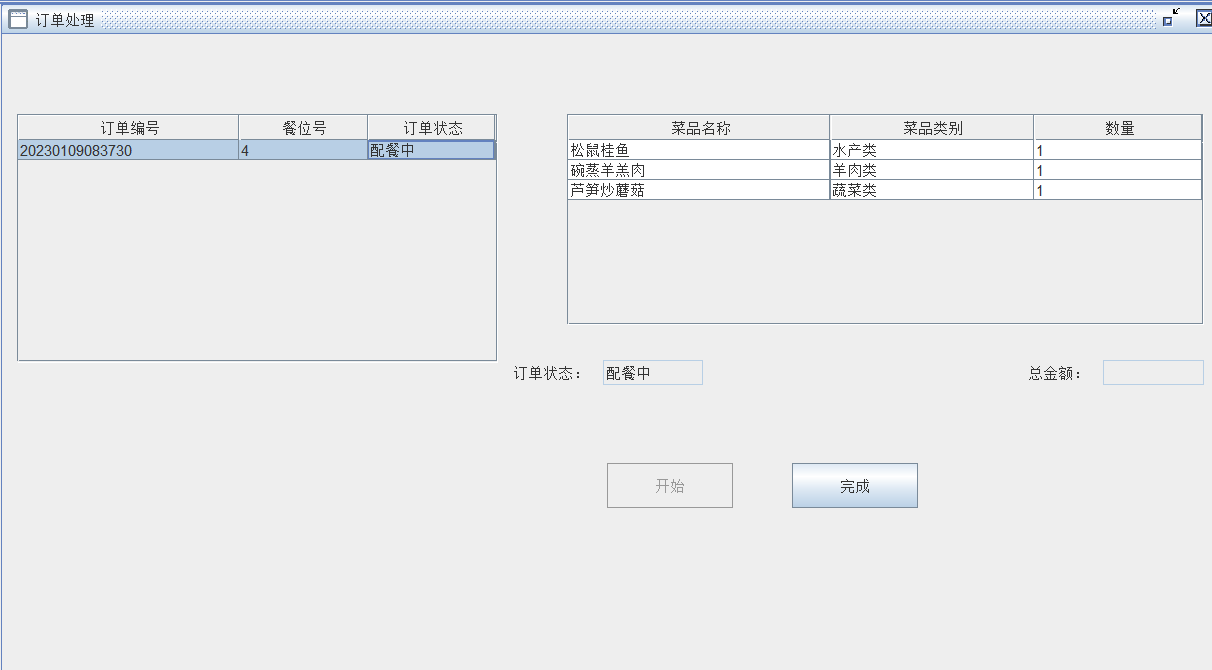 订单处理
订单编号 餐位号 订单状态
20230109083730 4 配餐中
菜品名称 菜品类别 数量
松鼠桂鱼 水产类 1
碗蒸羊羔肉 羊肉类 1
芦笋炒蘑菇 蔬菜类 1
订单状态： 配餐中 总金额：
开始 完成